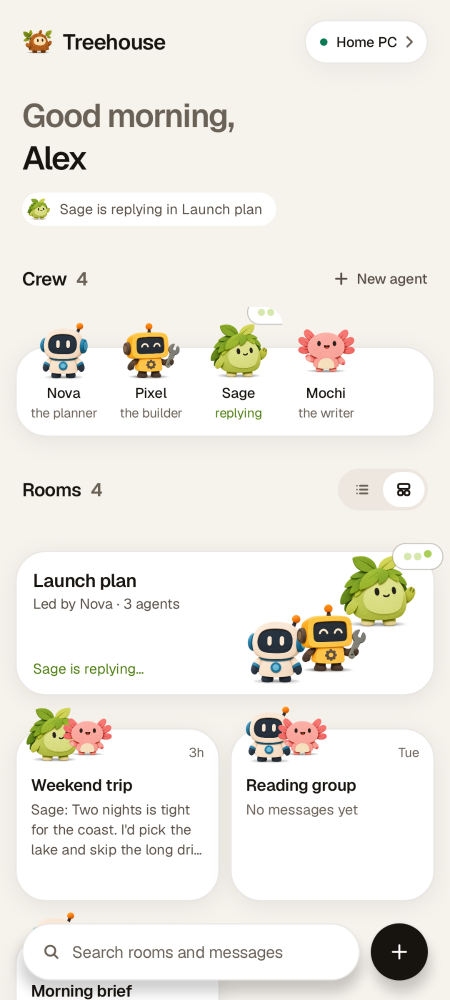 Treehouse
Home PC
Good morning,
Alex
Sage is replying in Launch plan
Crew 4
New agent
Nova
the planner
Pixel
the builder
Sage
replying
Mochi
the writer
Rooms 4
Launch plan
Led by Nova · 3 agents
Sage is replying...
3h
Weekend trip
Sage: Two nights is tight
for the coast. I'd pick the
lake and skip the long dri...
Tue
Reading group
No messages yet
Search rooms and messages
Morning brief